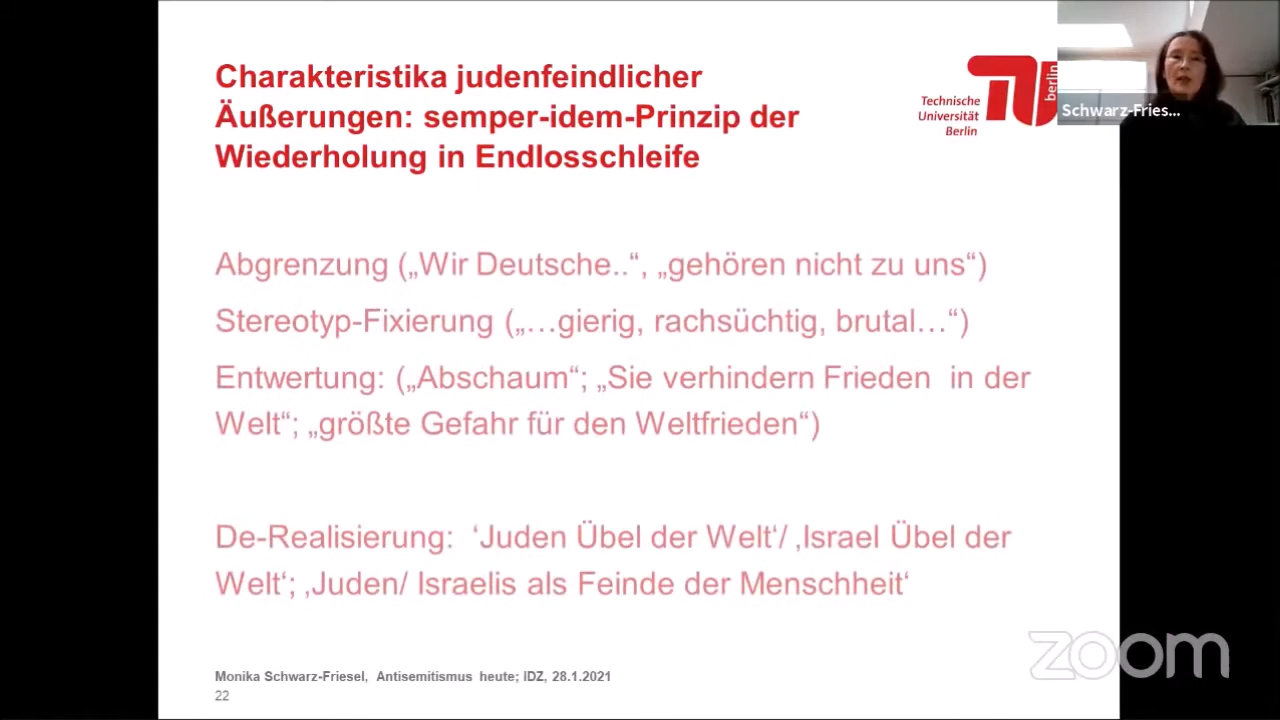 Charakteristika judenfeindlicher
Äußerungen: semper-idem-Prinzip der
Wiederholung in Endlosschleife
Technische
Universität
Berlin
berlin
Schwarz-Fries...
Abgrenzung („Wir Deutsche..“, „gehören nicht zu uns“)
Stereotyp-Fixierung („…gierig, rachsüchtig, brutal…“)
Entwertung: („Abschaum“; „Sie verhindern Frieden in der
Welt“; „größte Gefahr für den Weltfrieden“)
De-Realisierung: ‘Juden Übel der Welt‘/ ‚Israel Übel der
Welt‘; ‚Juden/ Israelis als Feinde der Menschheit‘
Monika Schwarz-Friesel, Antisemitismus heute; IDZ, 28.1.2021
22
zoom